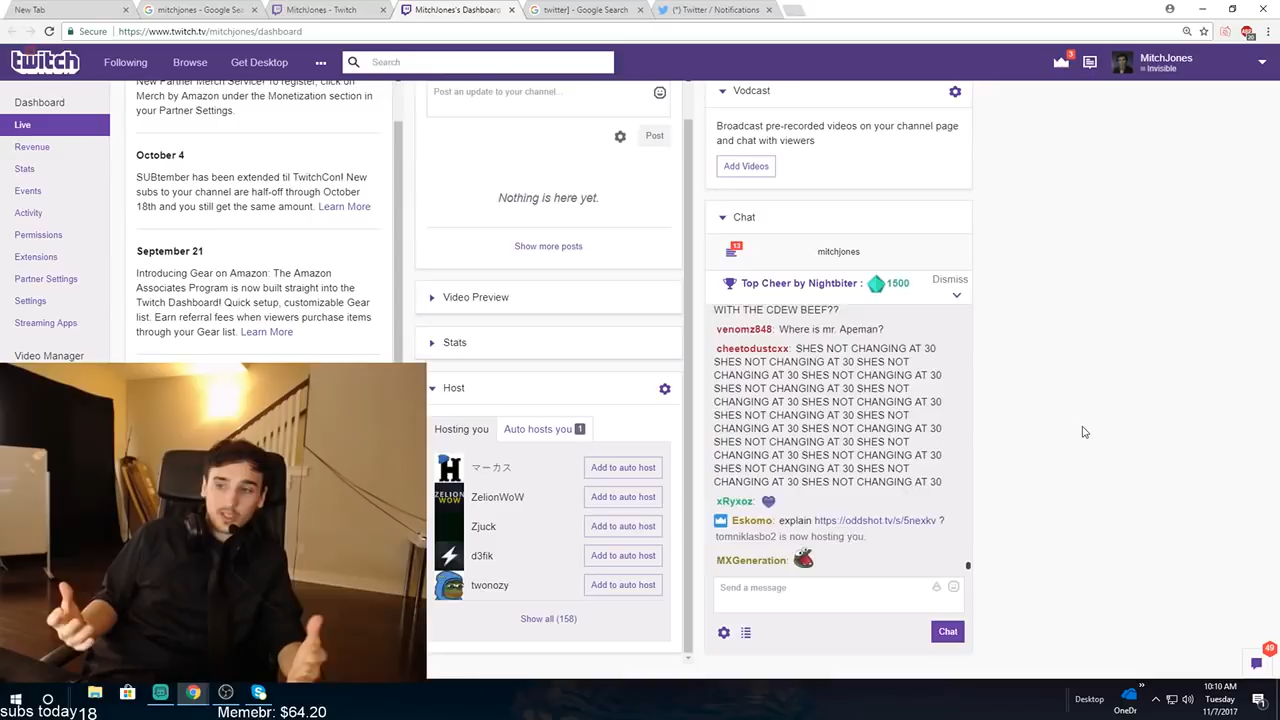 New Tab
mitchjones - Google Sea
MitchJones - Twitch
MitchJones's Dashboard
twitter] - Google Search
(*) Twitter / Notifications
Secure
https://www.twitch.tv/mitchjones/dashboard
twitch
Following
Browse
Get Desktop
Search
3
MitchJones
Invisible
Dashboard
Live
Revenue
Stats
Events
Activity
Permissions
Extensions
Partner Settings
Settings
Streaming Apps
Video Manager
New Partner Merch Service! To register, click on
Merch by Amazon under the Monetization section in
your Partner Settings.
October 4
SUBtember has been extended til TwitchCon! New
subs to your channel are half-off through October
18th and you still get the same amount. Learn More
September 21
Introducing Gear on Amazon: The Amazon
Associates Program is now built straight into the
Twitch Dashboard! Quick setup, customizable Gear
list. Earn referral fees when viewers purchase items
through your Gear list. Learn More
Post an update to your channel...
Post
Nothing is here yet.
Show more posts
Video Preview
Stats
Host
Hosting you
Auto hosts you 1
マーカス
Add to auto host
ZELION
WOW
ZelionWoW
Add to auto host
Zjuck
Add to auto host
d3fik
Add to auto host
twonozy
Add to auto host
Show all (158)
Vodcast
Broadcast pre-recorded videos on your channel page
and chat with viewers
Add Videos
Chat
13
mitchjones
Top Cheer by Nightbiter : 1500
Dismiss
WITH THE CDEW BEEF??
venomz848: Where is mr. Apeman?
cheetodustcxx: SHES NOT CHANGING AT 30
SHES NOT CHANGING AT 30 SHES NOT
CHANGING AT 30 SHES NOT CHANGING AT 30
SHES NOT CHANGING AT 30 SHES NOT
CHANGING AT 30 SHES NOT CHANGING AT 30
SHES NOT CHANGING AT 30 SHES NOT
CHANGING AT 30 SHES NOT CHANGING AT 30
SHES NOT CHANGING AT 30 SHES NOT
CHANGING AT 30 SHES NOT CHANGING AT 30
SHES NOT CHANGING AT 30 SHES NOT
CHANGING AT 30 SHES NOT CHANGING AT 30
xRyxoz:
Eskomo: explain https://oddshot.tv/s/5nexkv ?
tomniklasbo2 is now hosting you.
MXGeneration:
Send a message
Chat
49
subs today18
Memebr: $64.20
Desktop
OneDr
10:10 AM
Tuesday
11/7/2017